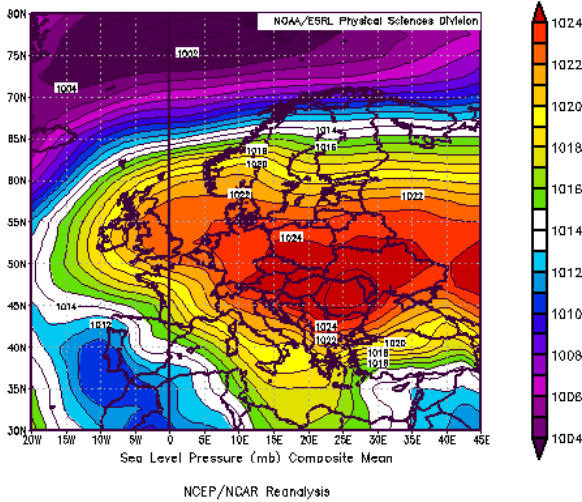 NOAA/ESRL Physical Sciences Division
80N
75N
70N
65N
60N
55N
50N
45N
40N
35N
30N
1002
1004
1014
1016
1018
1020
1022
1022
1024
1014
1012
1024
1022
1020
1018
1016
20W 15W 10W 5W 0 5E 10E 15E 20E 25E 30E 35E 40E 45E
Sea Level Pressure (mb) Composite Mean
NCEP/NCAR Reanalysis
1024
1022
1020
1018
1016
1014
1012
1010
1008
1006
1004